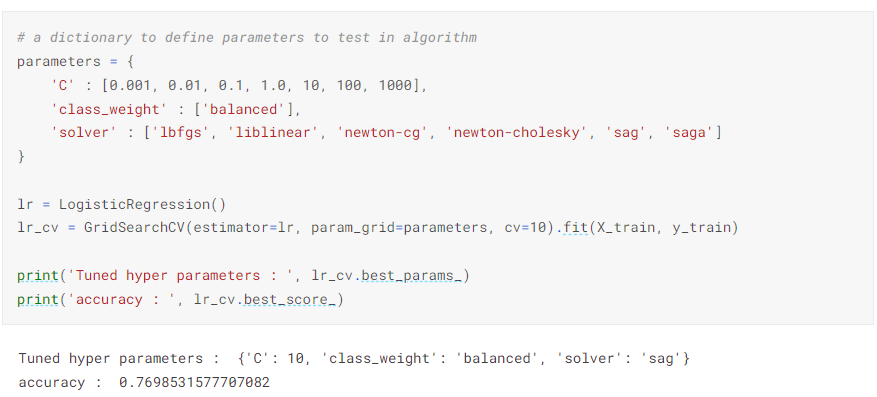 # a dictionary to define parameters to test in algorithm
parameters = {
    'C' : [0.001, 0.01, 0.1, 1.0, 10, 100, 1000],
    'class_weight' : ['balanced'],
    'solver' : ['lbfgs', 'liblinear', 'newton-cg', 'newton-cholesky', 'sag', 'saga']
}
lr = LogisticRegression()
lr_cv = GridSearchCV(estimator=lr, param_grid=parameters, cv=10).fit(X_train, y_train)
print('Tuned hyper parameters : ', lr_cv.best_params_)
print('accuracy : ', lr_cv.best_score_)
Tuned hyper parameters :  {'C': 10, 'class_weight': 'balanced', 'solver': 'sag'}
accuracy :  0.7698531577707082